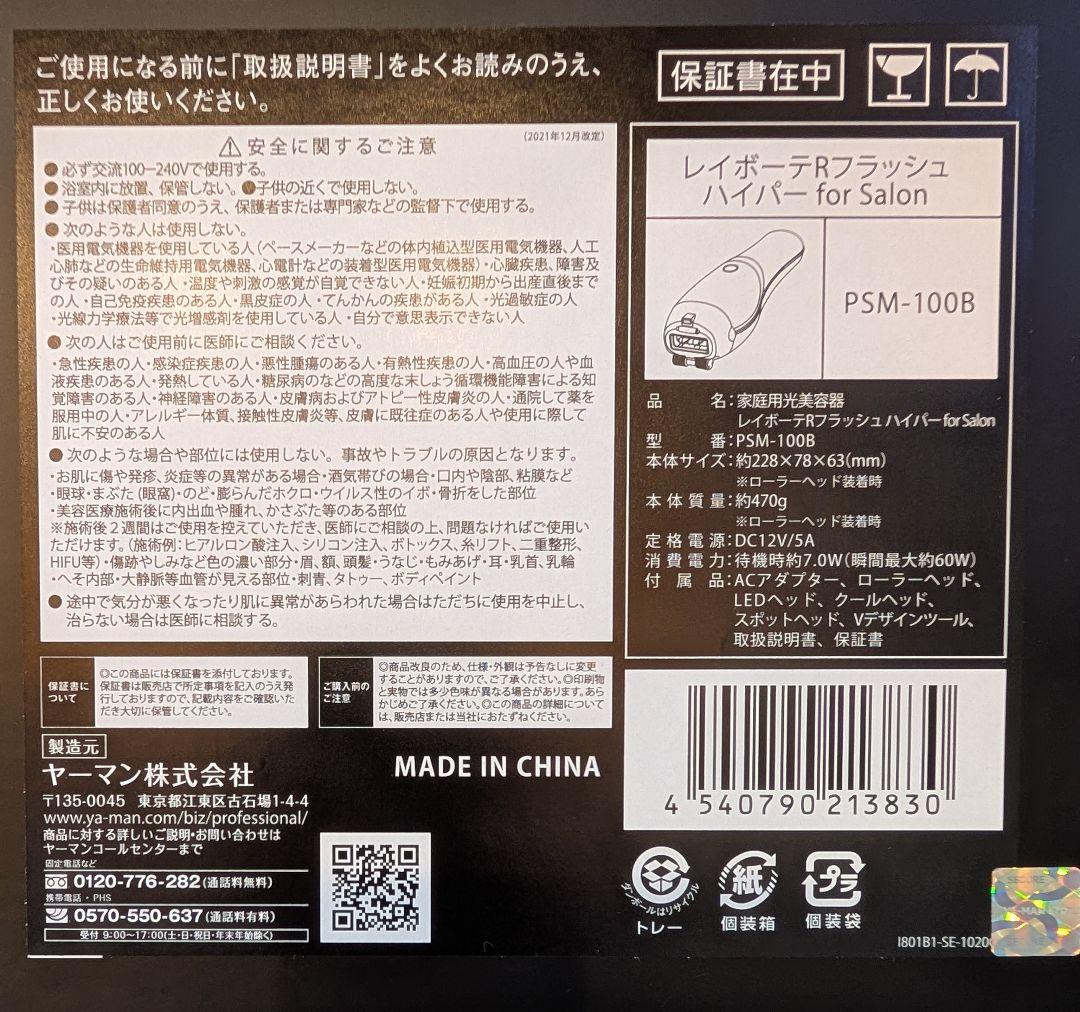 ご使用になる前に「取扱説明書」をよくお読みのうえ、
正しくお使いください。
保証書在中
⚠安全に関するご注意
(2021年12月改定)
●必ず交流100−240Vで使用する。
●浴室内に放置、保管しない。●子供の近くで使用しない。
●子供は保護者同意のうえ、保護者または専門家などの監督下で使用する。
●次のような人は使用しない。
・医用電気機器を使用している人(ペースメーカーなどの体内植込型医用電気機器、人工
心肺などの生命維持用電気機器、心電計などの装着型医用電気機器)・心臓疾患、障害及
びその疑いのある人・温度や刺激の感覚が自覚できない人・妊娠初期から出産直後まで
の人・自己免疫疾患のある人・黒皮症の人・てんかんの疾患がある人・光過敏症の人
・光線力学療法等で光増感剤を使用している人・自分で意思表示できない人
●次の人はご使用前に医師にご相談ください。
・急性疾患の人・感染症疾患の人・悪性腫瘍のある人・有熱性疾患の人・高血圧の人や血
液疾患のある人・発熱している人・糖尿病のなどの高度な末しょう循環機能障害による知
覚障害のある人・神経障害のある人・皮膚病およびアトピー性皮膚炎の人・通院して薬を
服用中の人・アレルギー体質、接触性皮膚炎等、皮膚に既往症のある人や使用に際して
肌に不安のある人
●次のような場合や部位には使用しない。事故やトラブルの原因となります。
・お肌に傷や発疹、炎症等の異常がある場合・酒気帯びの場合・口内や陰部、粘膜など
・眼球・まぶた(眼窩)・のど・膨らんだホクロ・ウイルス性のイボ・骨折をした部位
・美容医療施術後に内出血や腫れ、かさぶた等のある部位
※施術後2週間はご使用を控えていただき、医師にご相談の上、問題なければご使用い
ただけます。(施術例:ヒアルロン酸注入、シリコン注入、ボトックス、糸リフト、二重整形、
HIFU等)・傷跡やしみなど色の濃い部分・眉、額、頭髪・うなじ・もみあげ・耳・乳首、乳輪
・へそ内部・大静脈等血管が見える部位・刺青、タトゥー、ボディペイント
●途中で気分が悪くなったり肌に異常があらわれた場合はただちに使用を中止し、
治らない場合は医師に相談する。
レイボーテRフラッシュ
ハイパー for Salon
PSM-100B
品名:家庭用光美容器
レイボーテRフラッシュ ハイパー for Salon
型番:PSM-100B
本体サイズ:約228×78×63(mm)
※ローラーヘッド装着時
本体質量:約470g
※ローラーヘッド装着時
定格電源:DC12V/5A
消費電力:待機時約7.0W(瞬間最大約60W)
付属品:ACアダプター、ローラーヘッド、
LEDヘッド、クールヘッド、
スポットヘッド、Vデザインツール、
取扱説明書、保証書
保証書に
ついて
◎この商品には保証書を添付しております。
保証書は販売店で所定事項を記入のうえ発
行しておりますので、記載内容をご確認いた
だき大切に保管してください。
ご購入前の
ご注意
◎商品改良のため、仕様・外観は予告なしに変更
することがありますので、ご了承ください。◎印刷物
と実物では多少色味が異なる場合があります。あら
かじめご了承ください。◎この商品の詳細について
は、販売店または当社におたずねください。
製造元
ヤーマン株式会社
〒135-0045 東京都江東区古石場1-4-4
www.ya-man.com/biz/professional/
商品に対する詳しいご説明・お問い合わせは
ヤーマンコールセンターまで
固定電話など
0120-776-282(通話料無料)
携帯電話・PHS
0570-550-637(通話料有料)
受付 9:00〜17:00(土・日・祝日・年末年始除く)
MADE IN CHINA
4 540790 213830
ダンボールはリサイクル
トレー
紙
個装箱
プラ
個装袋
I801B1-SE-1020
SECURE
YA-MAN LTD